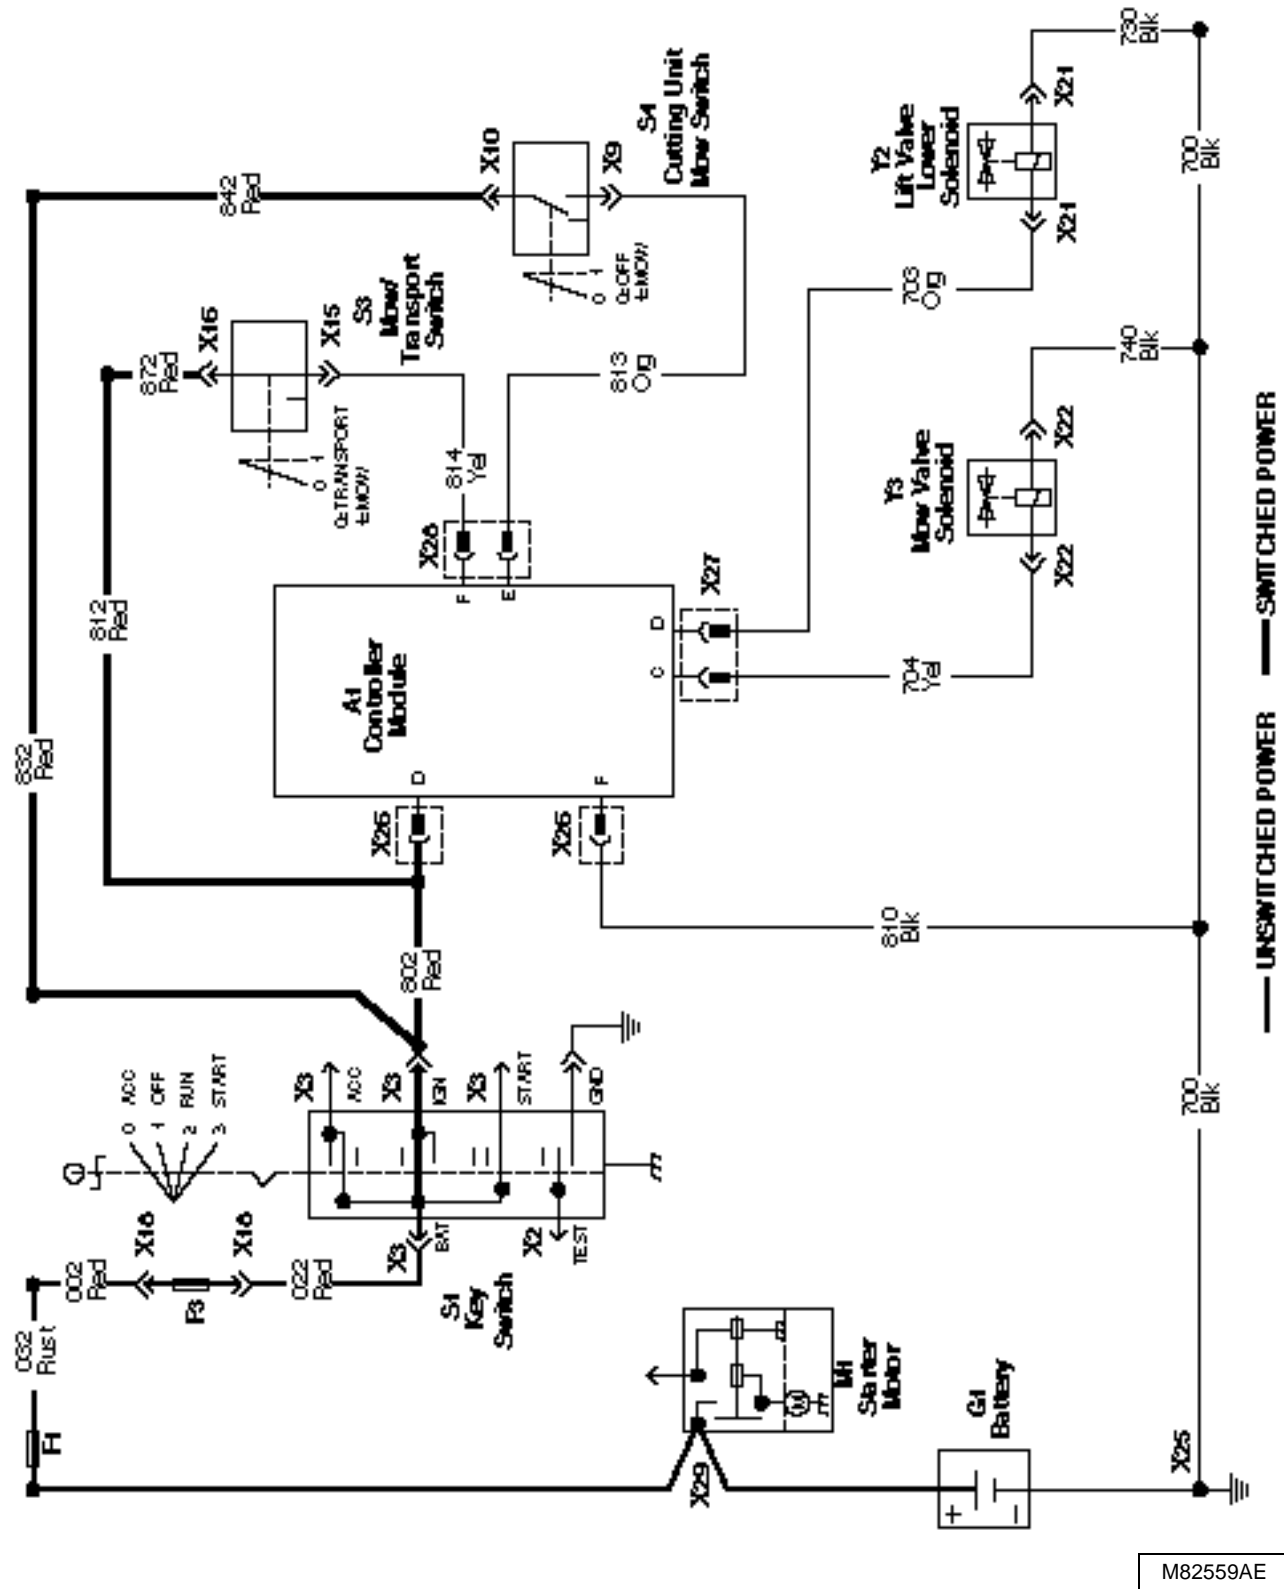 730
Blk
X21
Y2
Lift Valve
Lower
Solenoid
X21
700
Blk
703
Org
740
Blk
X22
Y3
Mow Valve
Solenoid
X22
704
Yel
S4
Cutting Unit
Mow Switch
X10
X9
842
Red
0 1
0=OFF
1=MOW
813
Org
S3
Mow/
Transport
Switch
X16
X15
872
Red
0 1
0=TRANSPORT
1=MOW
814
Yel
812
Red
832
Red
X26
F
E
A1
Controller
Module
D
C
X27
D
F
X26
X26
810
Blk
802
Red
0 ACC
1 OFF
2 RUN
3 START
X3
ACC
X3
IGN
X3
START
GND
X3
BAT
X2
TEST
S1
Key
Switch
X18
X18
002
Red
F3
022
Red
032
Rust
F1
M1
Starter
Motor
X29
G1
Battery
+
−
X25
700
Blk
UNSWITCHED POWER
SWITCHED POWER
M82559AE